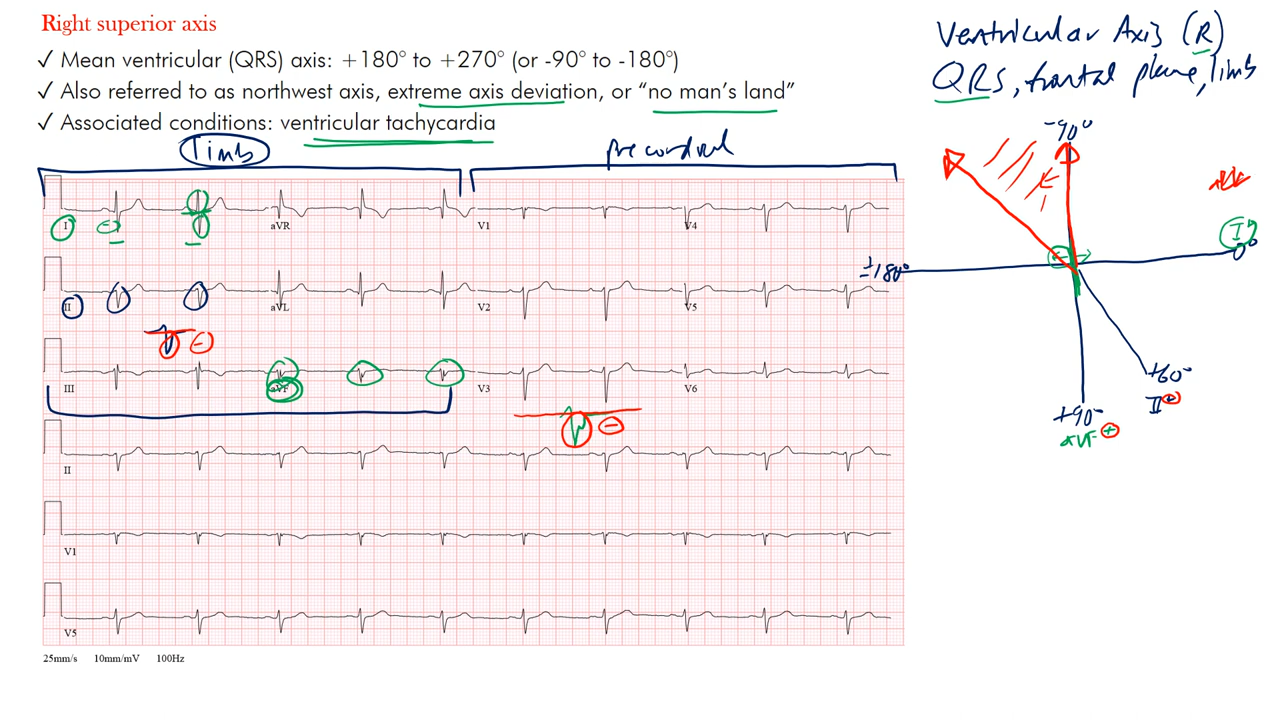 Right superior axis
✓ Mean ventricular (QRS) axis: +180° to +270° (or -90° to -180°)
✓ Also referred to as northwest axis, extreme axis deviation, or “no man’s land”
✓ Associated conditions: ventricular tachycardia
Ventricular Axis (R)
QRS, frontal plane, limb
limb
precordial
-90°
I
aVR
V1
V4
I
0°
±180°
II
aVL
V2
V5
III
aVF
V3
V6
+60°
II
+90°
aVF +
II
V1
V5
25mm/s 10mm/mV 100Hz